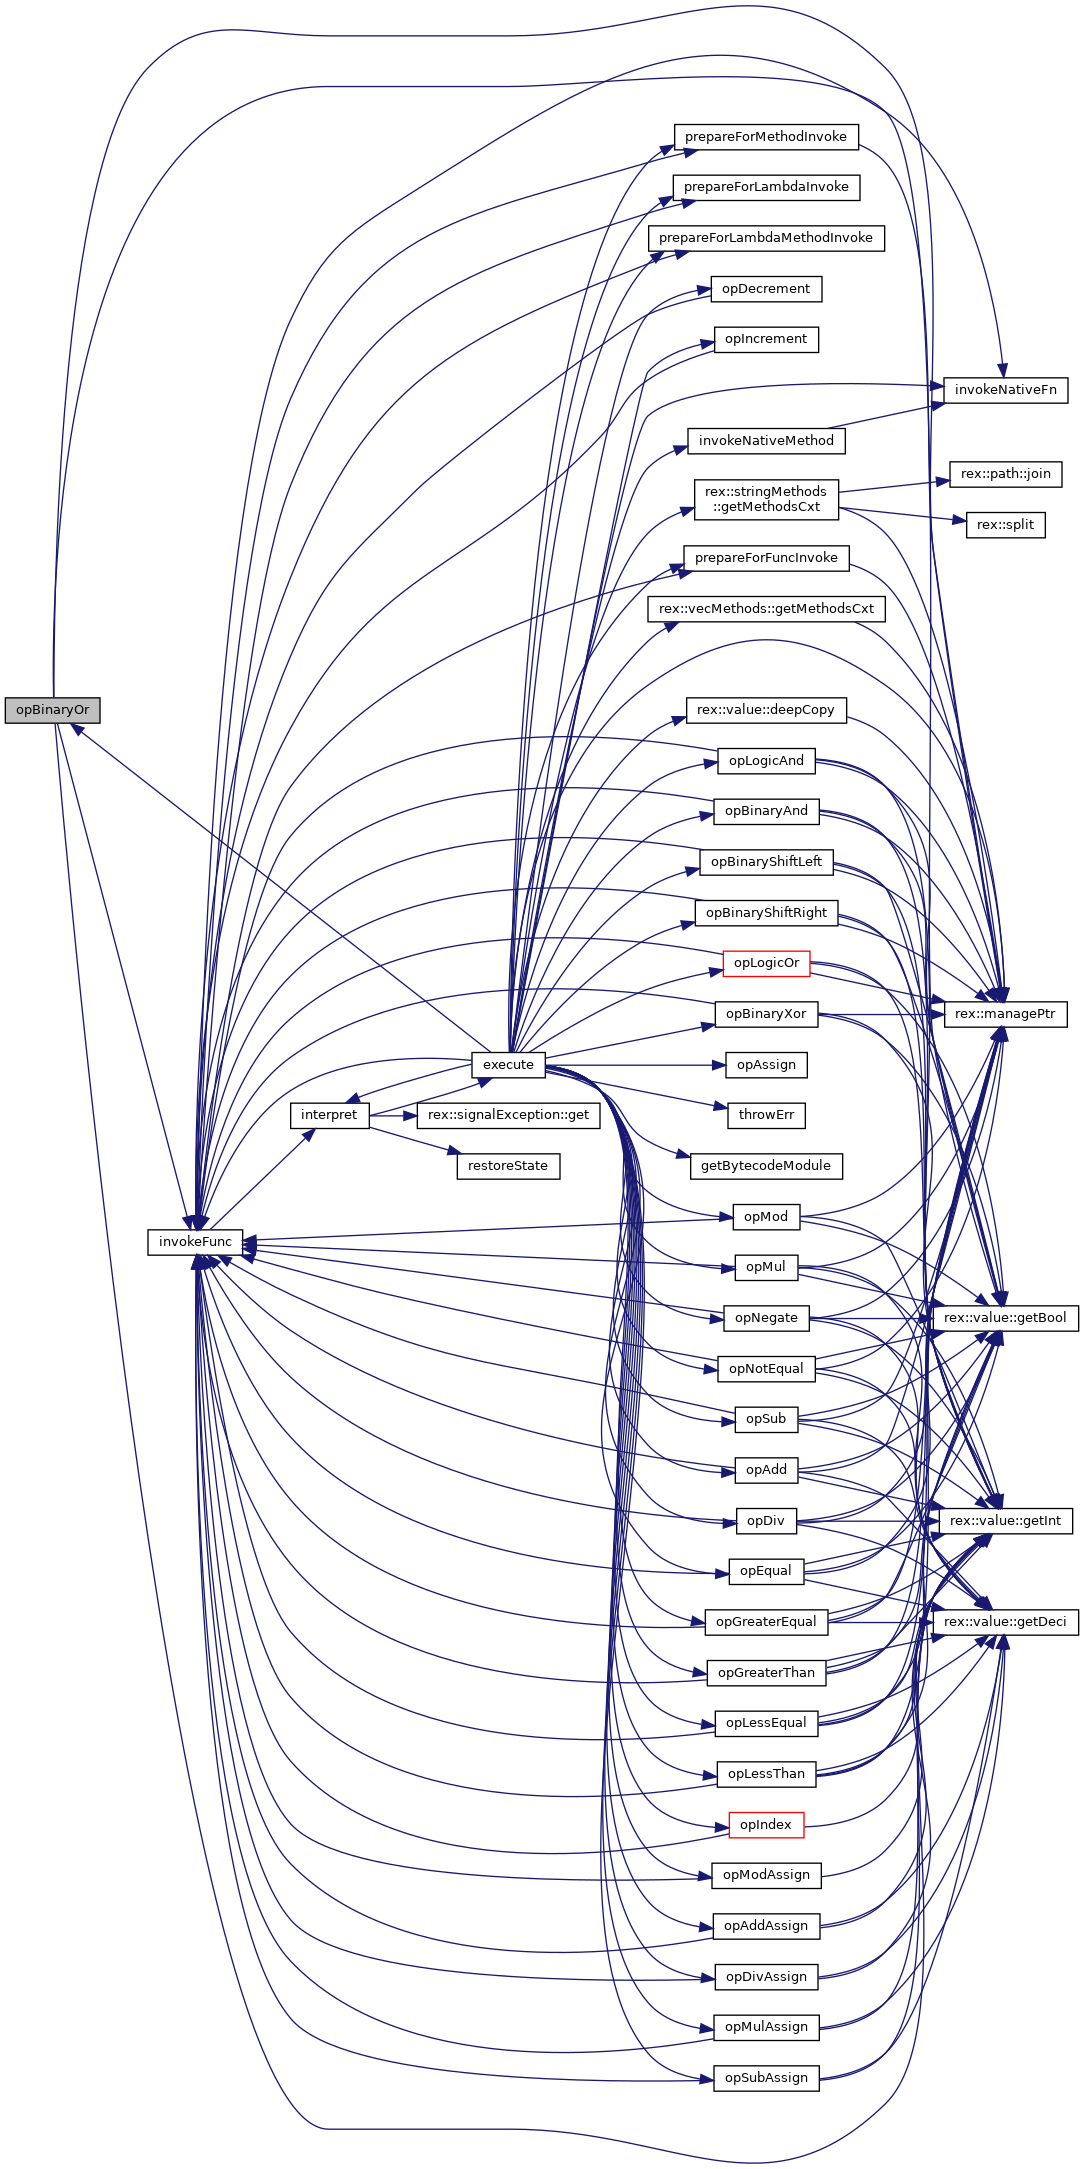 prepareForMethodInvoke
prepareForLambdaInvoke
prepareForLambdaMethodInvoke
opDecrement
opIncrement
invokeNativeFn
invokeNativeMethod
rex::path::join
rex::stringMethods
::getMethodsCxt
rex::split
prepareForFuncInvoke
rex::vecMethods::getMethodsCxt
opBinaryOr
rex::value::deepCopy
opLogicAnd
opBinaryAnd
opBinaryShiftLeft
opBinaryShiftRight
opLogicOr
opBinaryXor
rex::managePtr
execute
opAssign
interpret
rex::signalException::get
throwErr
restoreState
getBytecodeModule
opMod
invokeFunc
opMul
opNegate
rex::value::getBool
opNotEqual
opSub
opAdd
opDiv
rex::value::getInt
opEqual
opGreaterEqual
rex::value::getDeci
opGreaterThan
opLessEqual
opLessThan
opIndex
opModAssign
opAddAssign
opDivAssign
opMulAssign
opSubAssign